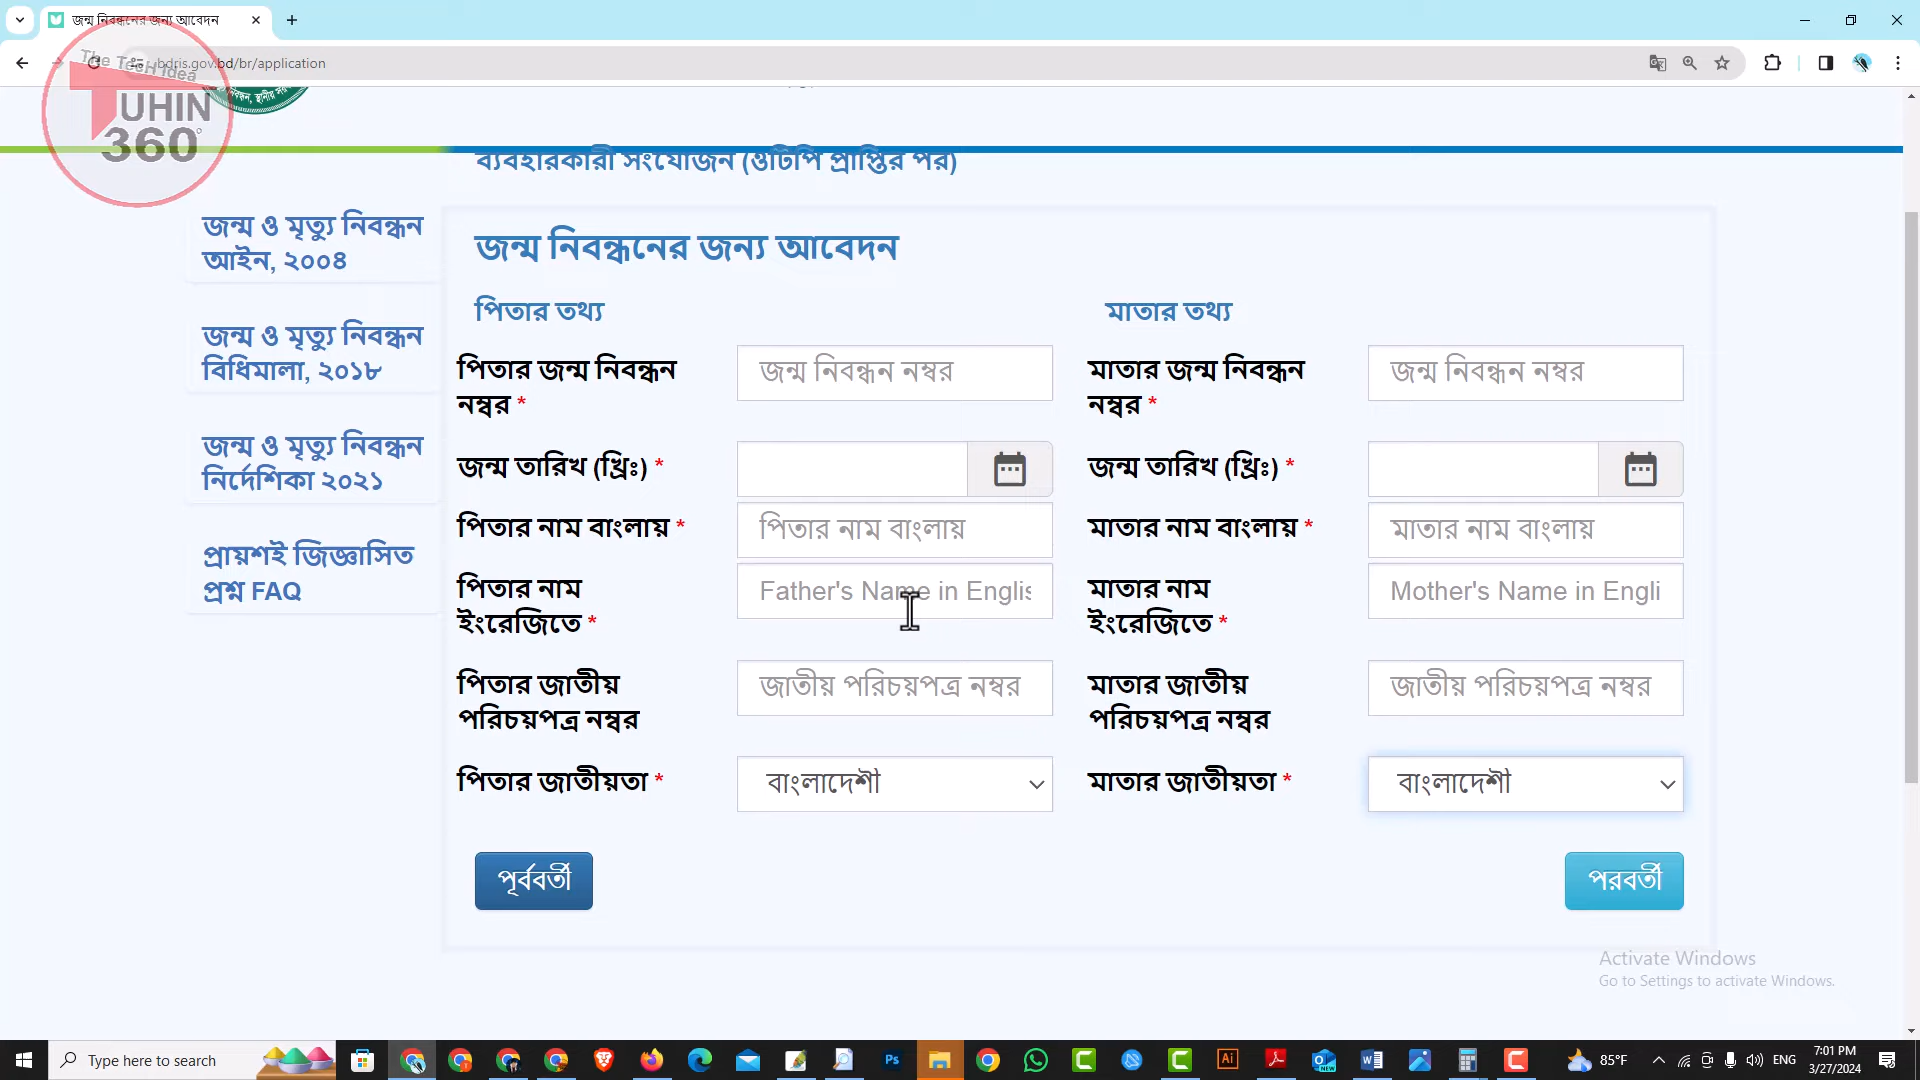 জন্ম নিবন্ধনের জন্য আবেদন
bdris.gov.bd/br/application
The Tech Idea
TUHIN
360°
ব্যবহারকারী সংযোজন (ওটিপি প্রাপ্তির পর)
জন্ম ও মৃত্যু নিবন্ধন
আইন, ২০০৪
জন্ম ও মৃত্যু নিবন্ধন
বিধিমালা, ২০১৮
জন্ম ও মৃত্যু নিবন্ধন
নির্দেশিকা ২০২১
প্রায়শই জিজ্ঞাসিত
প্রশ্ন FAQ
জন্ম নিবন্ধনের জন্য আবেদন
পিতার তথ্য
মাতার তথ্য
পিতার জন্ম নিবন্ধন
নম্বর *
জন্ম নিবন্ধন নম্বর
মাতার জন্ম নিবন্ধন
নম্বর *
জন্ম নিবন্ধন নম্বর
জন্ম তারিখ (খ্রিঃ) *
জন্ম তারিখ (খ্রিঃ) *
পিতার নাম বাংলায় *
পিতার নাম বাংলায়
মাতার নাম বাংলায় *
মাতার নাম বাংলায়
পিতার নাম
ইংরেজিতে *
Father's Name in Englis
মাতার নাম
ইংরেজিতে *
Mother's Name in Engli
পিতার জাতীয়
পরিচয়পত্র নম্বর
জাতীয় পরিচয়পত্র নম্বর
মাতার জাতীয়
পরিচয়পত্র নম্বর
জাতীয় পরিচয়পত্র নম্বর
পিতার জাতীয়তা *
বাংলাদেশী
মাতার জাতীয়তা *
বাংলাদেশী
পূর্ববর্তী
পরবর্তী
Activate Windows
Go to Settings to activate Windows.
Type here to search
85°F
ENG
7:01 PM
3/27/2024